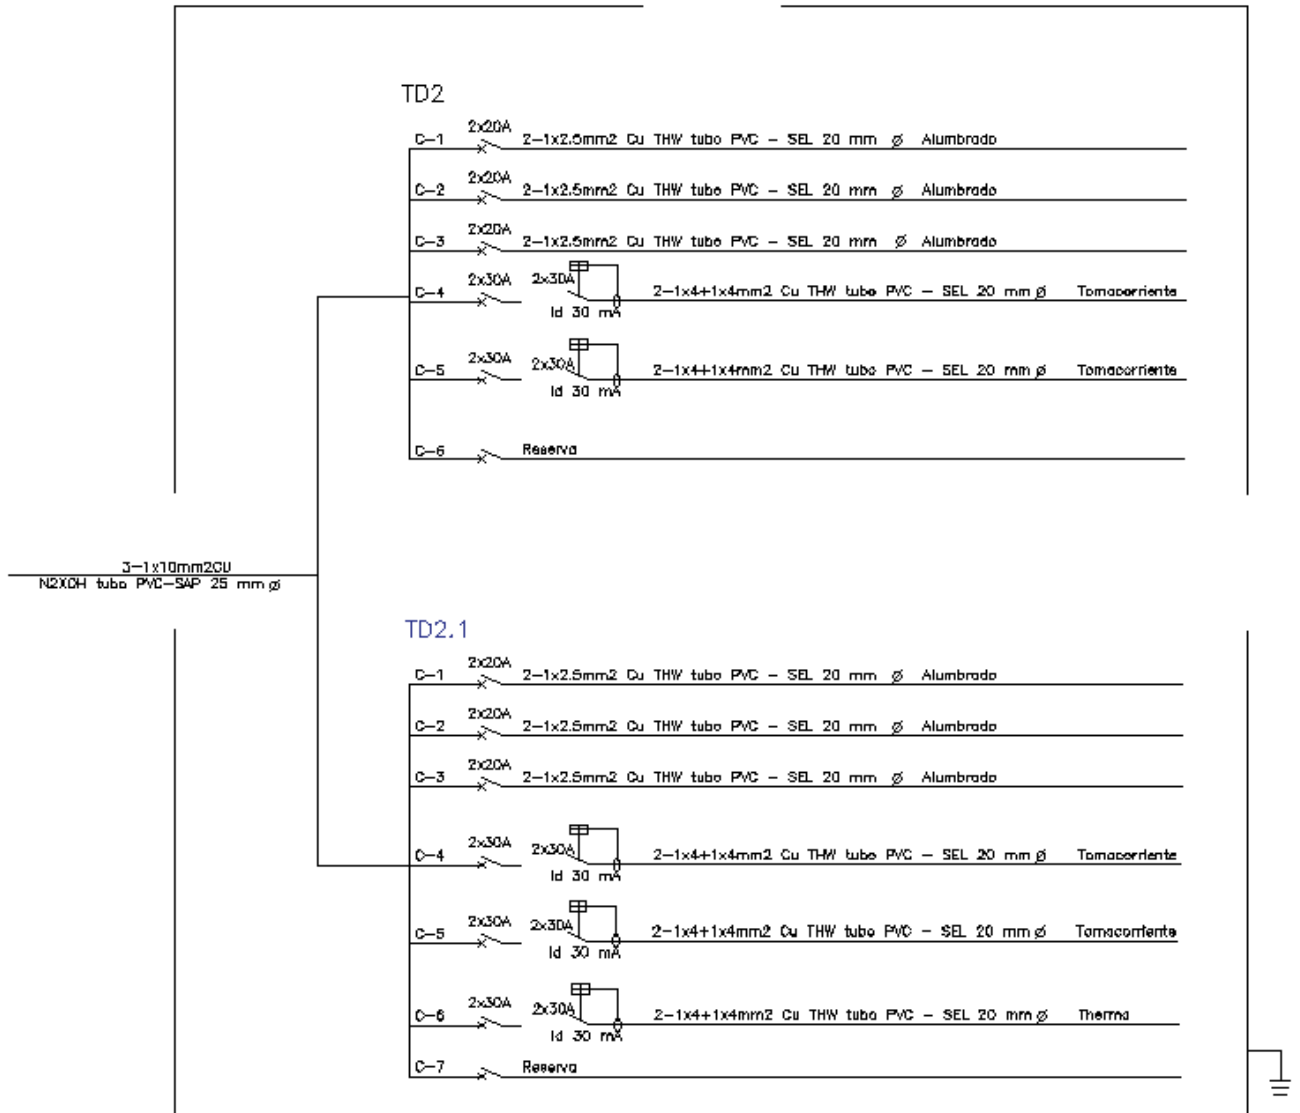 TD2
C-1 2x20A 2-1x2.5mm2 Cu THW tubo PVC - SEL 20 mm ø Alumbrado
C-2 2x20A 2-1x2.5mm2 Cu THW tubo PVC - SEL 20 mm ø Alumbrado
C-3 2x20A 2-1x2.5mm2 Cu THW tubo PVC - SEL 20 mm ø Alumbrado
C-4 2x30A 2x30A 2-1x4+1x4mm2 Cu THW tubo PVC - SEL 20 mm ø Tomacorriente
Id 30 mA
C-5 2x30A 2x30A 2-1x4+1x4mm2 Cu THW tubo PVC - SEL 20 mm ø Tomacorriente
Id 30 mA
C-6 Reserva
3-1x10mm2CU
N2XOH tubo PVC-SAP 25 mm ø
TD2.1
C-1 2x20A 2-1x2.5mm2 Cu THW tubo PVC - SEL 20 mm ø Alumbrado
C-2 2x20A 2-1x2.5mm2 Cu THW tubo PVC - SEL 20 mm ø Alumbrado
C-3 2x20A 2-1x2.5mm2 Cu THW tubo PVC - SEL 20 mm ø Alumbrado
C-4 2x30A 2x30A 2-1x4+1x4mm2 Cu THW tubo PVC - SEL 20 mm ø Tomacorriente
Id 30 mA
C-5 2x30A 2x30A 2-1x4+1x4mm2 Cu THW tubo PVC - SEL 20 mm ø Tomacorriente
Id 30 mA
C-6 2x30A 2x30A 2-1x4+1x4mm2 Cu THW tubo PVC - SEL 20 mm ø Therma
Id 30 mA
C-7 Reserva